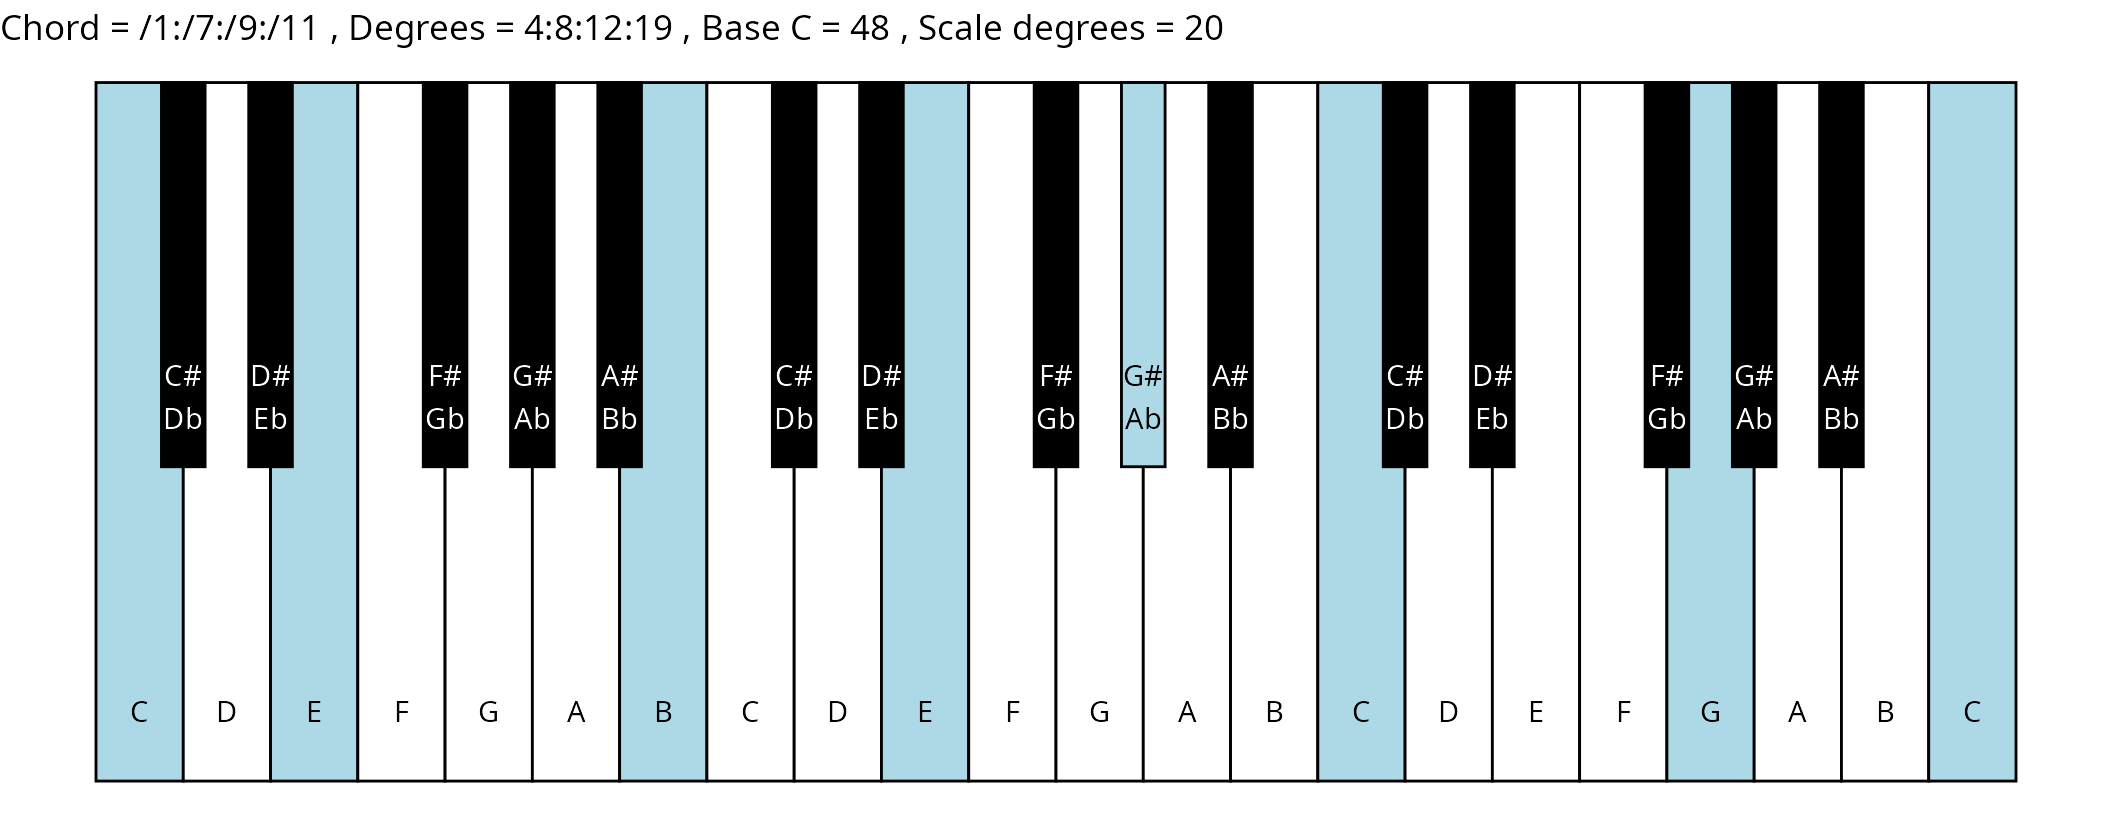 Chord = /1:/7:/9:/11 , Degrees = 4:8:12:19 , Base C = 48 , Scale degrees = 20
C# D# F# G# A# C# D# F# G# A# C# D# F# G# A#
Db Eb Gb Ab Bb Db Eb Gb Ab Bb Db Eb Gb Ab Bb
C D E F G A B C D E F G A B C D E F G A B C